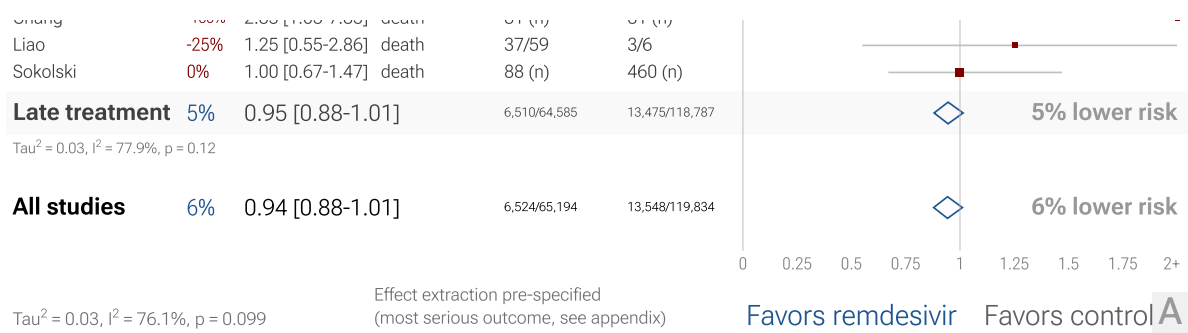 Liao -25% 1.25 [0.55-2.86] death 37/59 3/6
Sokolski 0% 1.00 [0.67-1.47] death 88 (n) 460 (n)
Late treatment 5% 0.95 [0.88-1.01] 6,510/64,585 13,475/118,787 5% lower risk
Tau² = 0.03, I² = 77.9%, p = 0.12
All studies 6% 0.94 [0.88-1.01] 6,524/65,194 13,548/119,834 6% lower risk
0 0.25 0.5 0.75 1 1.25 1.5 1.75 2+
Effect extraction pre-specified
Tau² = 0.03, I² = 76.1%, p = 0.099 (most serious outcome, see appendix) Favors remdesivir Favors control A